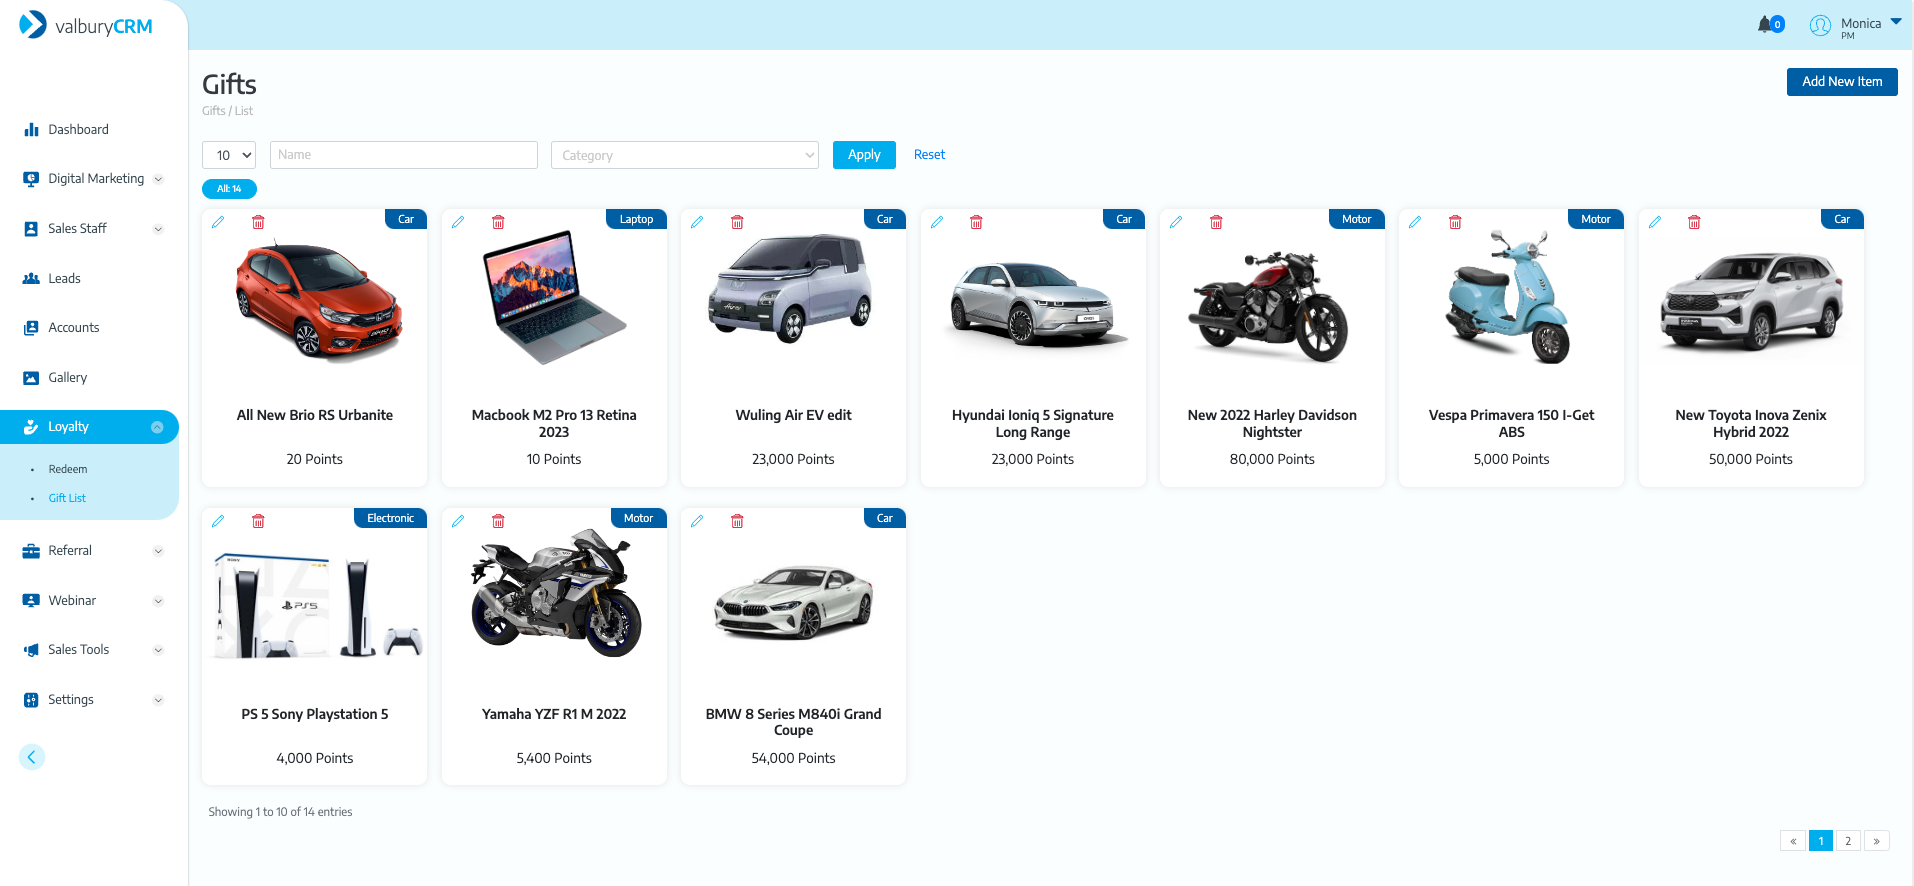 valburyCRM
0
Monica
PM
Gifts
Gifts / List
Add New Item
Dashboard
Digital Marketing
Sales Staff
Leads
Accounts
Gallery
Loyalty
Redeem
Gift List
Referral
Webinar
Sales Tools
Settings
10
Name
Category
Apply
Reset
All: 14
Car
All New Brio RS Urbanite
20 Points
Laptop
Macbook M2 Pro 13 Retina
2023
10 Points
Car
Wuling Air EV edit
23,000 Points
Car
Hyundai Ioniq 5 Signature
Long Range
23,000 Points
Motor
New 2022 Harley Davidson
Nightster
80,000 Points
Motor
Vespa Primavera 150 I-Get
ABS
5,000 Points
Car
New Toyota Inova Zenix
Hybrid 2022
50,000 Points
Electronic
SONY
PS5
PS 5 Sony Playstation 5
4,000 Points
Motor
Yamaha YZF R1 M 2022
5,400 Points
Car
BMW 8 Series M840i Grand
Coupe
54,000 Points
Showing 1 to 10 of 14 entries
« 1 2 »